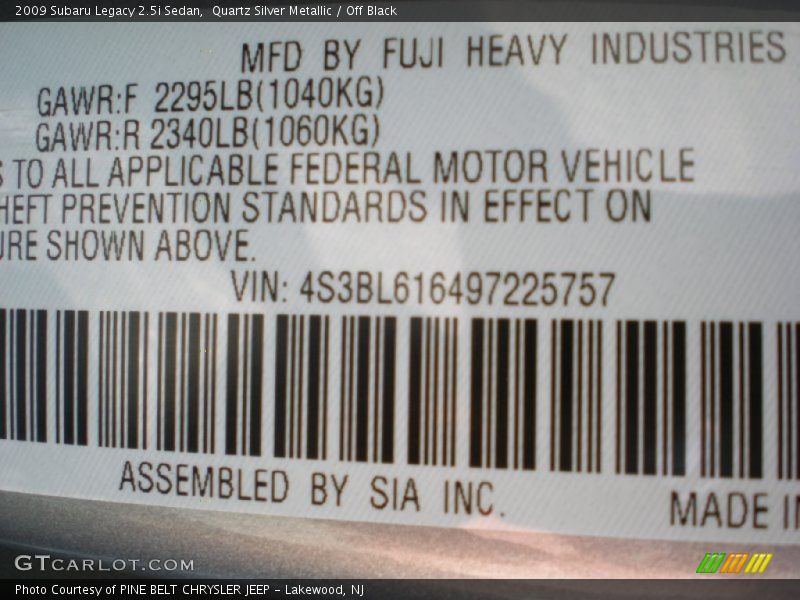 2009 Subaru Legacy 2.5i Sedan,  Quartz Silver Metallic / Off Black
MFD BY FUJI HEAVY INDUSTRIES
GAWR:F 2295LB(1040KG)
GAWR:R 2340LB(1060KG)
S TO ALL APPLICABLE FEDERAL MOTOR VEHICLE
HEFT PREVENTION STANDARDS IN EFFECT ON
URE SHOWN ABOVE.
VIN: 4S3BL616497225757
ASSEMBLED BY SIA INC.
MADE IN
GTCARLOT.COM
Photo Courtesy of PINE BELT CHRYSLER JEEP - Lakewood, NJ